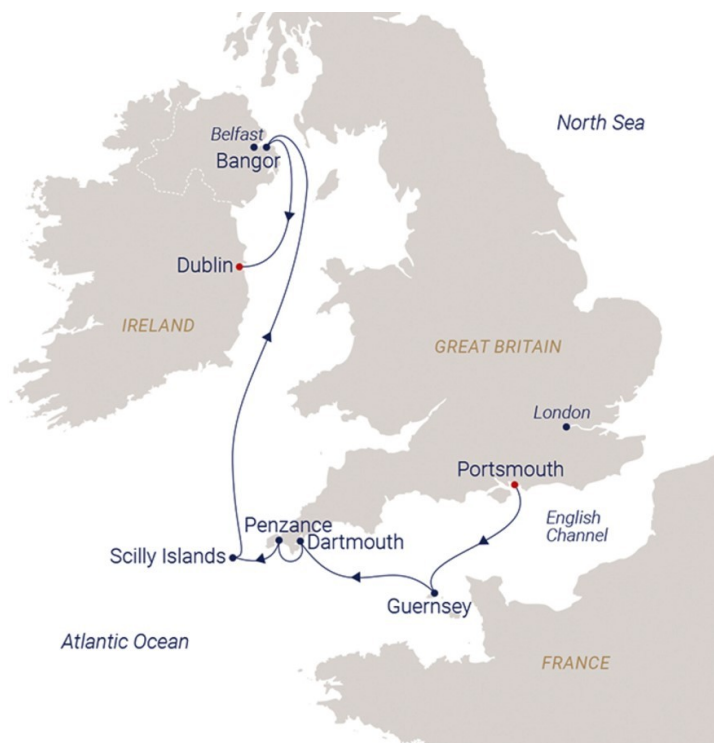 North Sea
Belfast
Bangor
Dublin
IRELAND
GREAT BRITAIN
London
Portsmouth
English
Channel
Penzance
Dartmouth
Scilly Islands
Guernsey
Atlantic Ocean
FRANCE